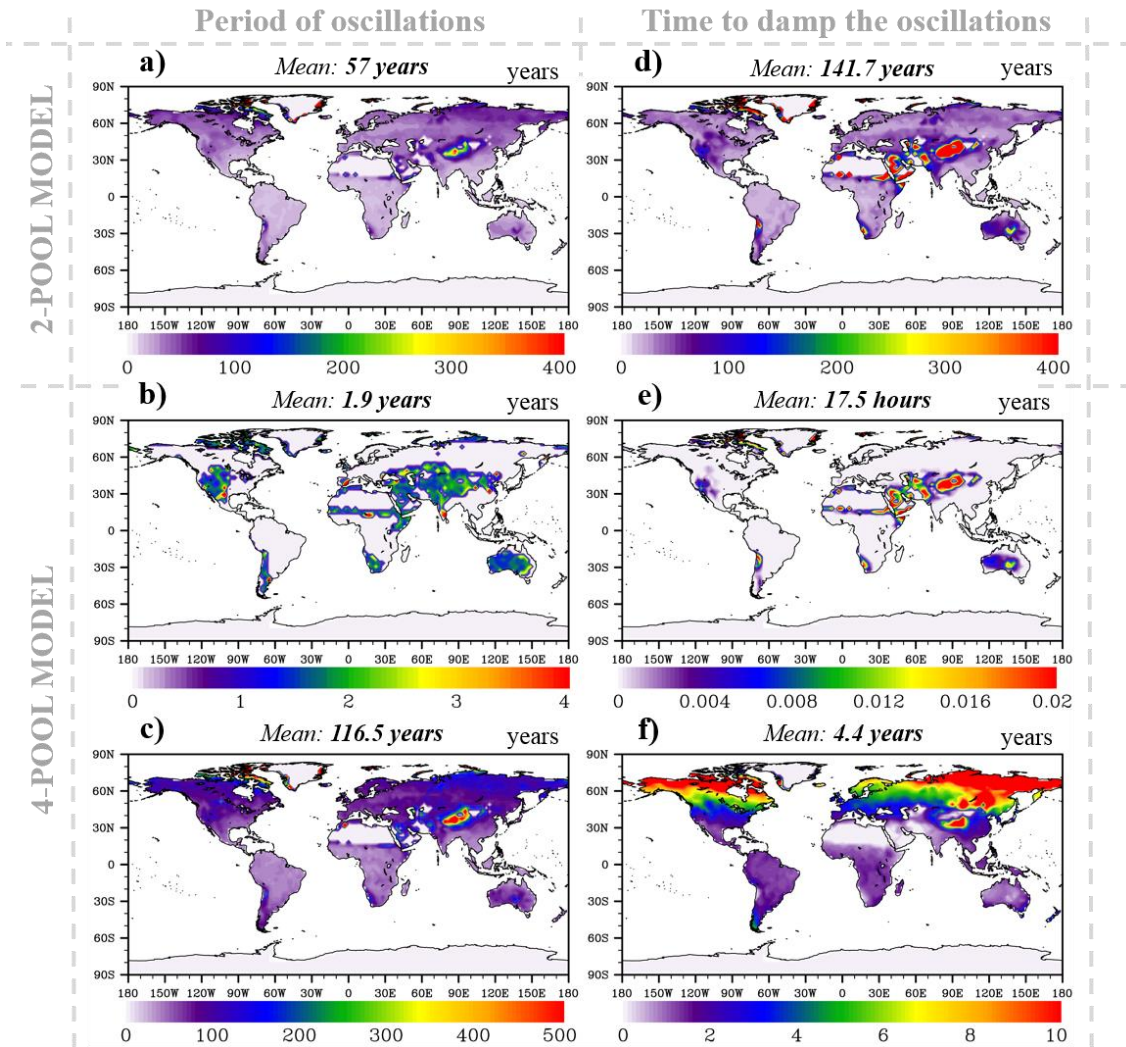 Period of oscillations
Time to damp the oscillations
2-POOL MODEL
a)
Mean: 57 years
years
90N
60N
30N
0
30S
60S
90S
180 150W 120W 90W 60W 30W 0 30E 60E 90E 120E 150E 180
0 100 200 300 400
d)
Mean: 141.7 years
years
90N
60N
30N
0
30S
60S
90S
180 150W 120W 90W 60W 30W 0 30E 60E 90E 120E 150E 180
0 100 200 300 400
4-POOL MODEL
b)
Mean: 1.9 years
years
90N
60N
30N
0
30S
60S
90S
180 150W 120W 90W 60W 30W 0 30E 60E 90E 120E 150E 180
0 1 2 3 4
e)
Mean: 17.5 hours
years
90N
60N
30N
0
30S
60S
90S
180 150W 120W 90W 60W 30W 0 30E 60E 90E 120E 150E 180
0 0.004 0.008 0.012 0.016 0.02
c)
Mean: 116.5 years
years
90N
60N
30N
0
30S
60S
90S
180 150W 120W 90W 60W 30W 0 30E 60E 90E 120E 150E 180
0 100 200 300 400 500
f)
Mean: 4.4 years
years
90N
60N
30N
0
30S
60S
90S
180 150W 120W 90W 60W 30W 0 30E 60E 90E 120E 150E 180
0 2 4 6 8 10